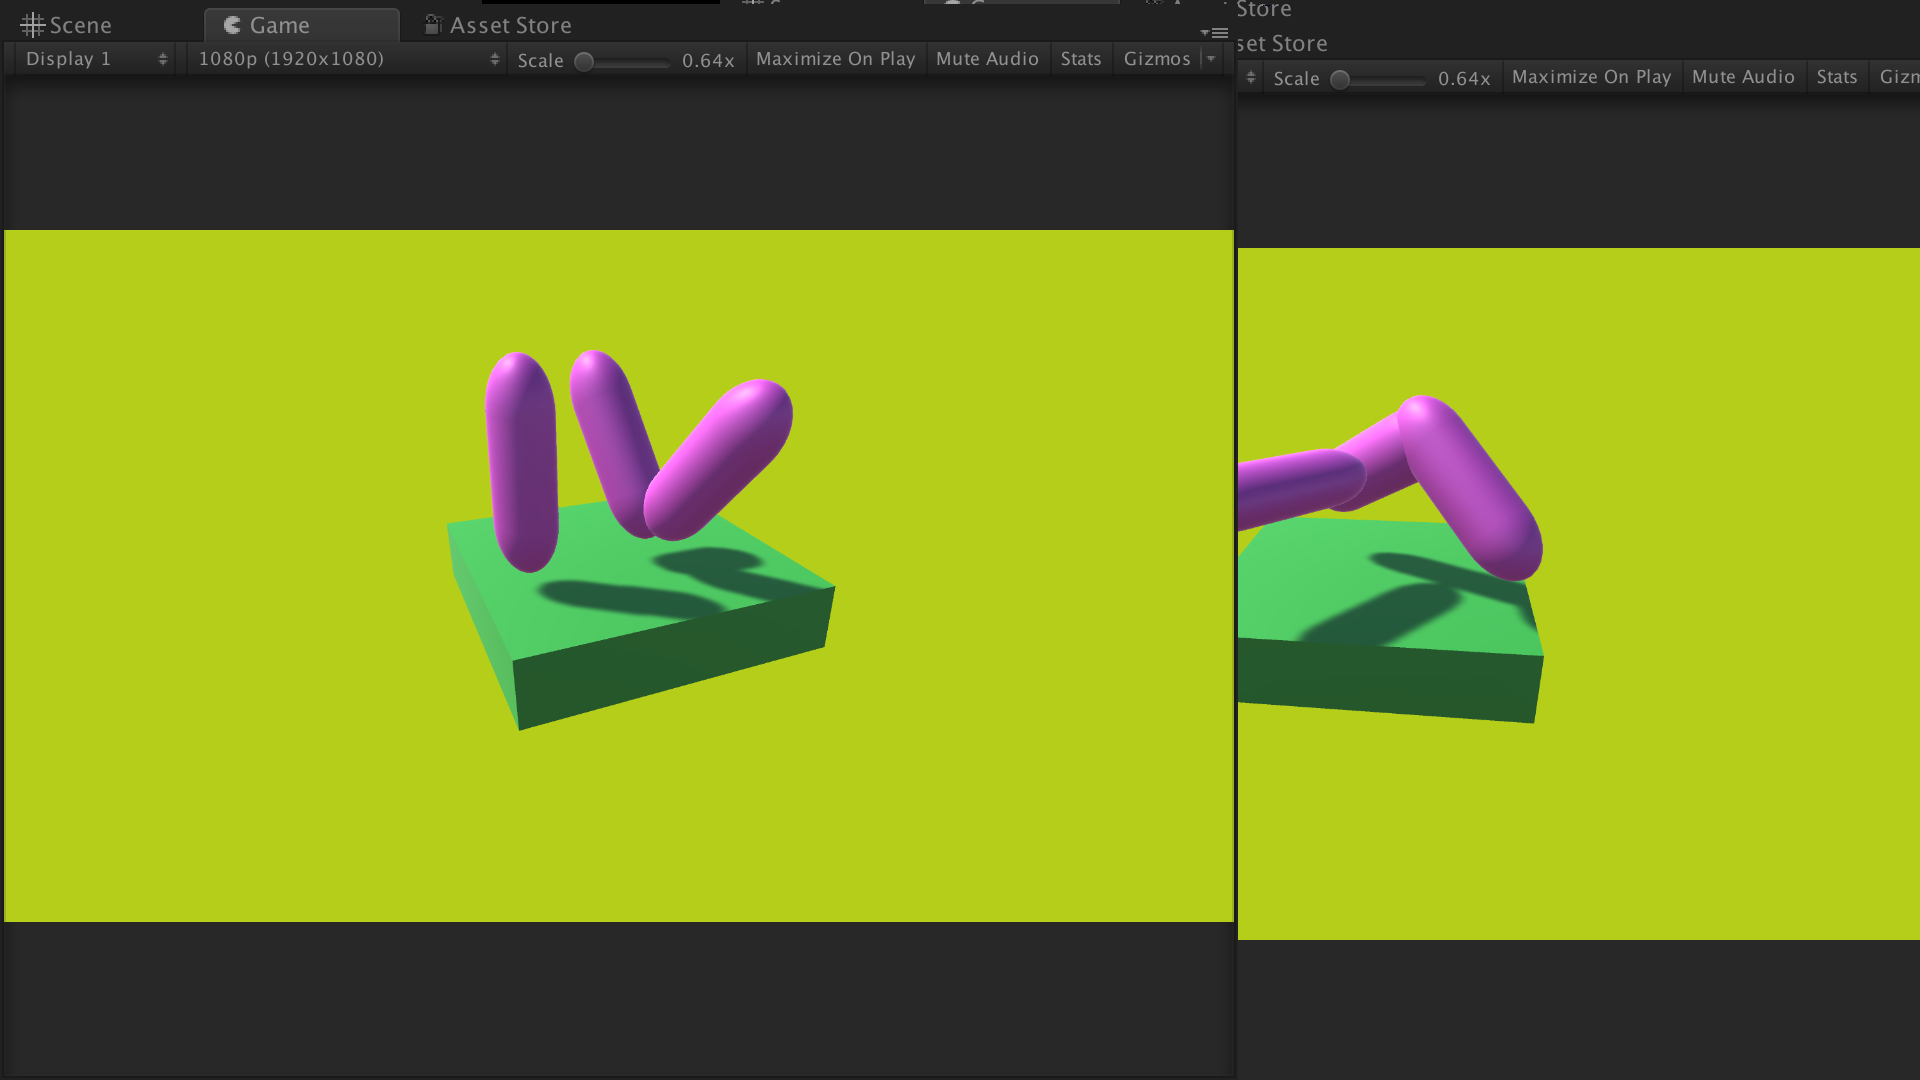 Scene Game Asset Store
Display 1 1080p (1920x1080) Scale 0.64x Maximize On Play Mute Audio Stats Gizmos
Store
set Store
Scale 0.64x Maximize On Play Mute Audio Stats Gizm